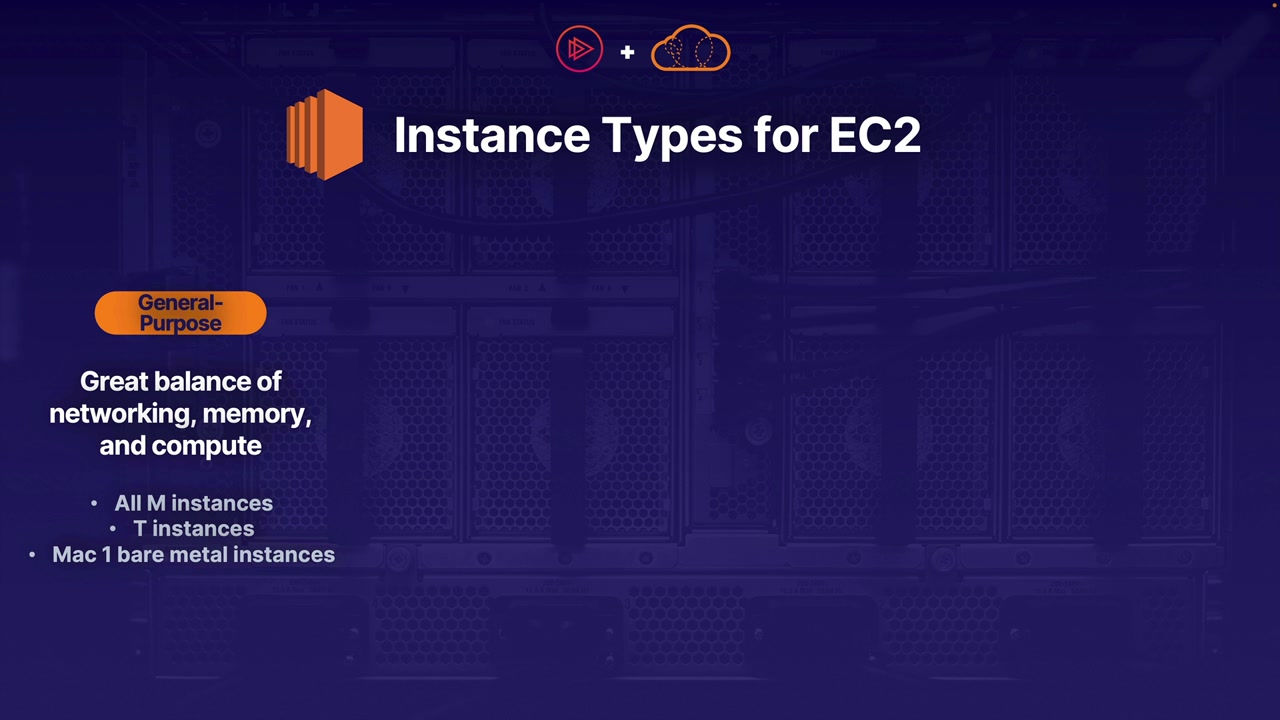 +
Instance Types for EC2
General-
Purpose
Great balance of
networking, memory,
and compute
• All M instances
• T instances
• Mac 1 bare metal instances